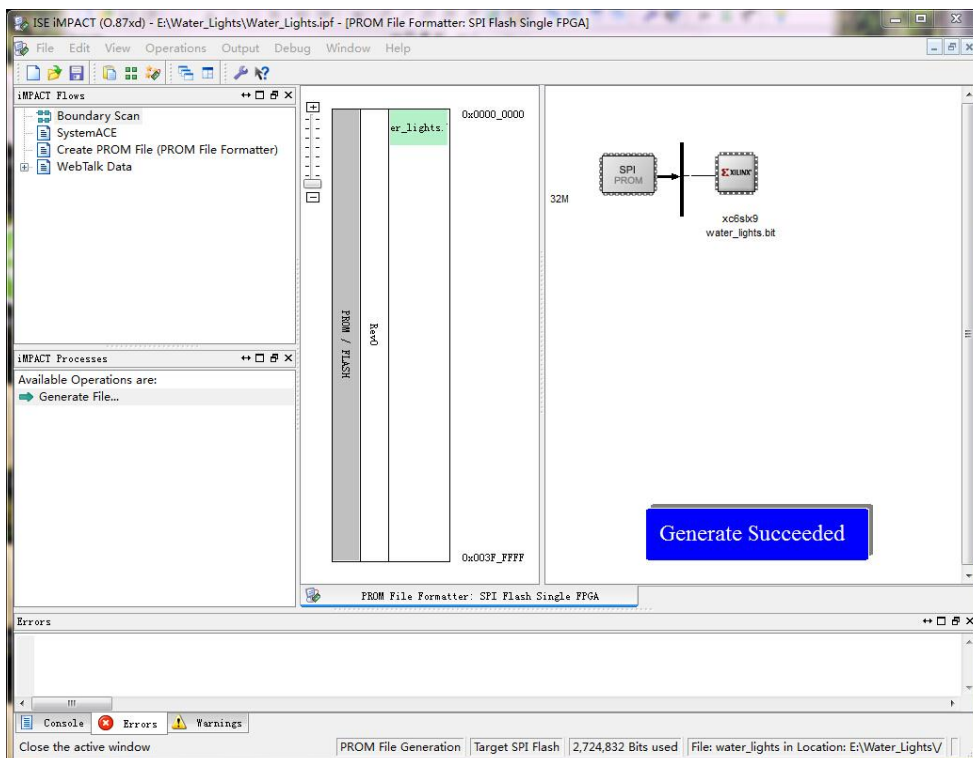 ISE iMPACT (O.87xd) - E:\Water_Lights\Water_Lights.ipf - [PROM File Formatter: SPI Flash Single FPGA]
File Edit View Operations Output Debug Window Help
iMPACT Flows
Boundary Scan
SystemACE
Create PROM File (PROM File Formatter)
WebTalk Data
iMPACT Processes
Available Operations are:
Generate File...
er_lights.
0x0000_0000
PROM / FLASH
Rev0
0x003F_FFFF
32M
SPI
PROM
XILINX
xc6slx9
water_lights.bit
Generate Succeeded
PROM File Formatter: SPI Flash Single FPGA
Errors
Console Errors Warnings
Close the active window
PROM File Generation Target SPI Flash 2,724,832 Bits used File: water_lights in Location: E:\Water_Lights\/